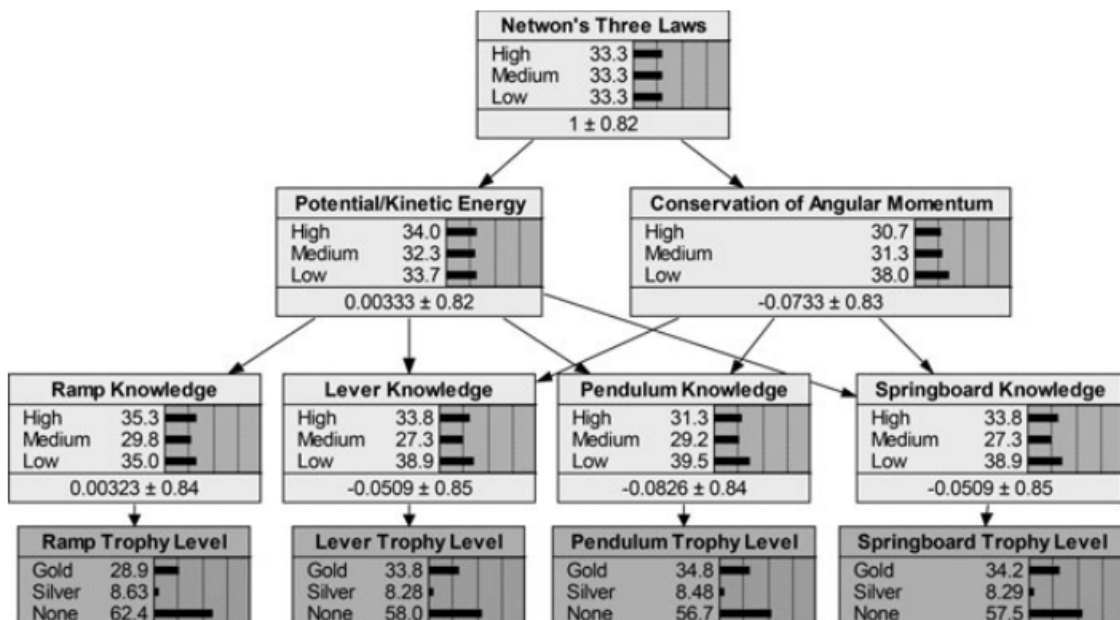 Netwon's Three Laws
High 33.3
Medium 33.3
Low 33.3
1 ± 0.82
Potential/Kinetic Energy
High 34.0
Medium 32.3
Low 33.7
0.00333 ± 0.82
Conservation of Angular Momentum
High 30.7
Medium 31.3
Low 38.0
-0.0733 ± 0.83
Ramp Knowledge
High 35.3
Medium 29.8
Low 35.0
0.00323 ± 0.84
Lever Knowledge
High 33.8
Medium 27.3
Low 38.9
-0.0509 ± 0.85
Pendulum Knowledge
High 31.3
Medium 29.2
Low 39.5
-0.0826 ± 0.84
Springboard Knowledge
High 33.8
Medium 27.3
Low 38.9
-0.0509 ± 0.85
Ramp Trophy Level
Gold 28.9
Silver 8.63
None 62.4
Lever Trophy Level
Gold 33.8
Silver 8.28
None 58.0
Pendulum Trophy Level
Gold 34.8
Silver 8.48
None 56.7
Springboard Trophy Level
Gold 34.2
Silver 8.29
None 57.5